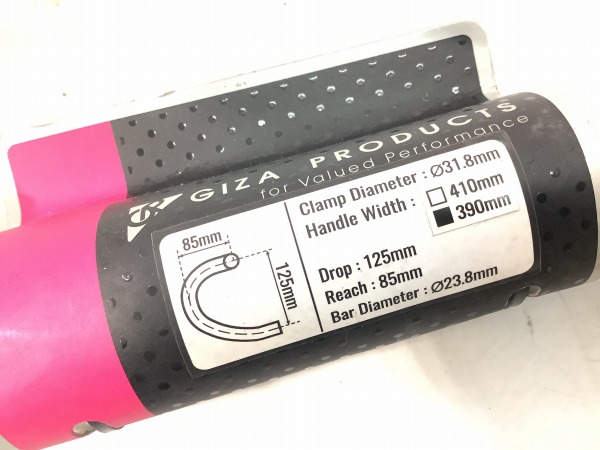 GIZA PRODUCTS
for Valued Performance
Clamp Diameter : Ø31.8mm
Handle Width : □ 410mm
■ 390mm
85mm
125mm
Drop : 125mm
Reach : 85mm
Bar Diameter : Ø23.8mm